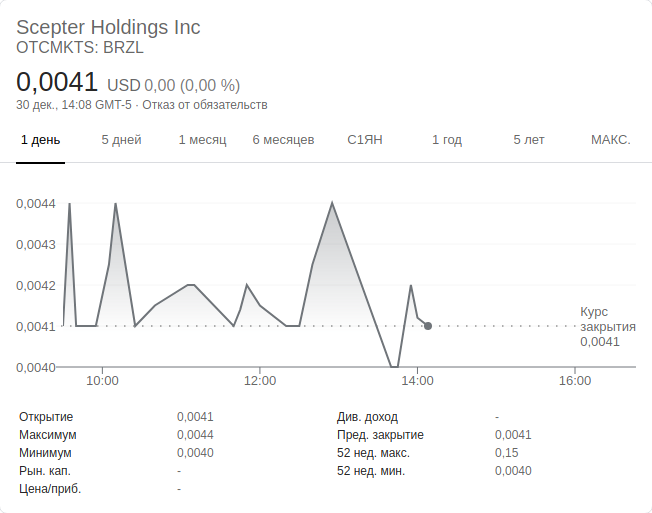 Scepter Holdings Inc
OTCMKTS: BRZL
0,0041 USD 0,00 (0,00 %)
30 дек., 14:08 GMT-5 · Отказ от обязательств
1 день 5 дней 1 месяц 6 месяцев С1ЯН 1 год 5 лет МАКС.
0,0044
0,0043
0,0042
0,0041
0,0040
Курс
закрытия
0,0041
10:00 12:00 14:00 16:00
Открытие 0,0041 Див. доход -
Максимум 0,0044 Пред. закрытие 0,0041
Минимум 0,0040 52 нед. макс. 0,15
Рын. кап. - 52 нед. мин. 0,0040
Цена/приб. -